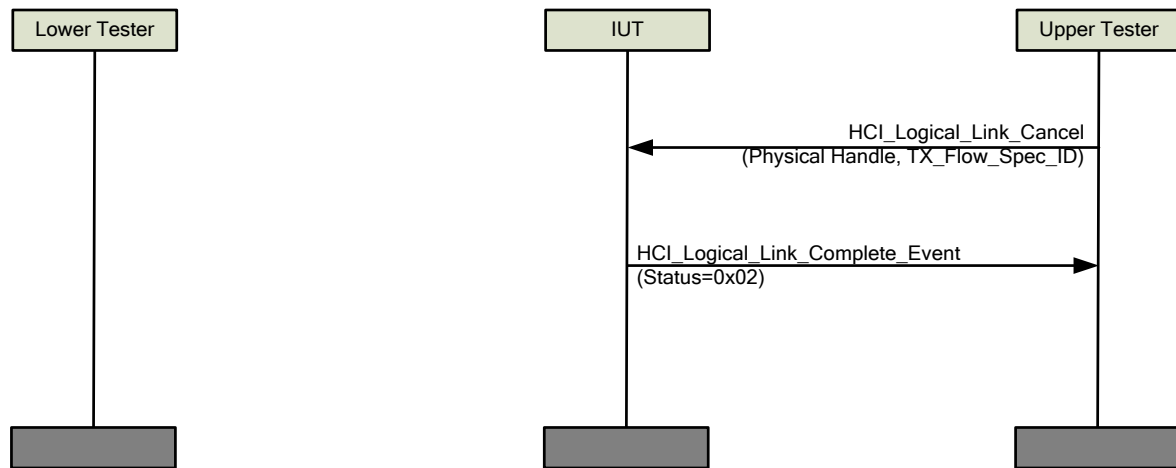 Lower Tester
IUT
Upper Tester
HCI_Logical_Link_Cancel
(Physical Handle, TX_Flow_Spec_ID)
HCI_Logical_Link_Complete_Event
(Status=0x02)